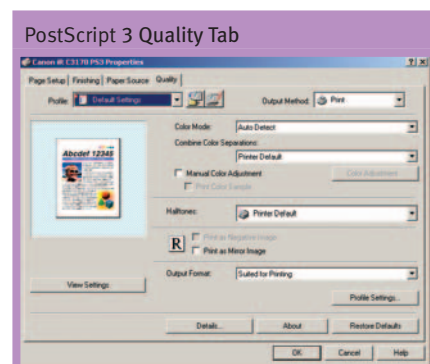 PostScript 3 Quality Tab
Canon iR C3170 PS3 Properties
Page Setup Finishing Paper Source Quality
Profile: Default Settings Output Method: Print
Color Mode: Auto Detect
Combine Color Separations:
Printer Default
Abcdef 12345
Manual Color Adjustment Color Adjustment
Print Color Sample
Halftones: Printer Default
R Print as Negative Image
Print as Mirror Image
Output Format: Suited for Printing
View Settings
Profile Settings...
Details... About Restore Defaults
OK Cancel Help